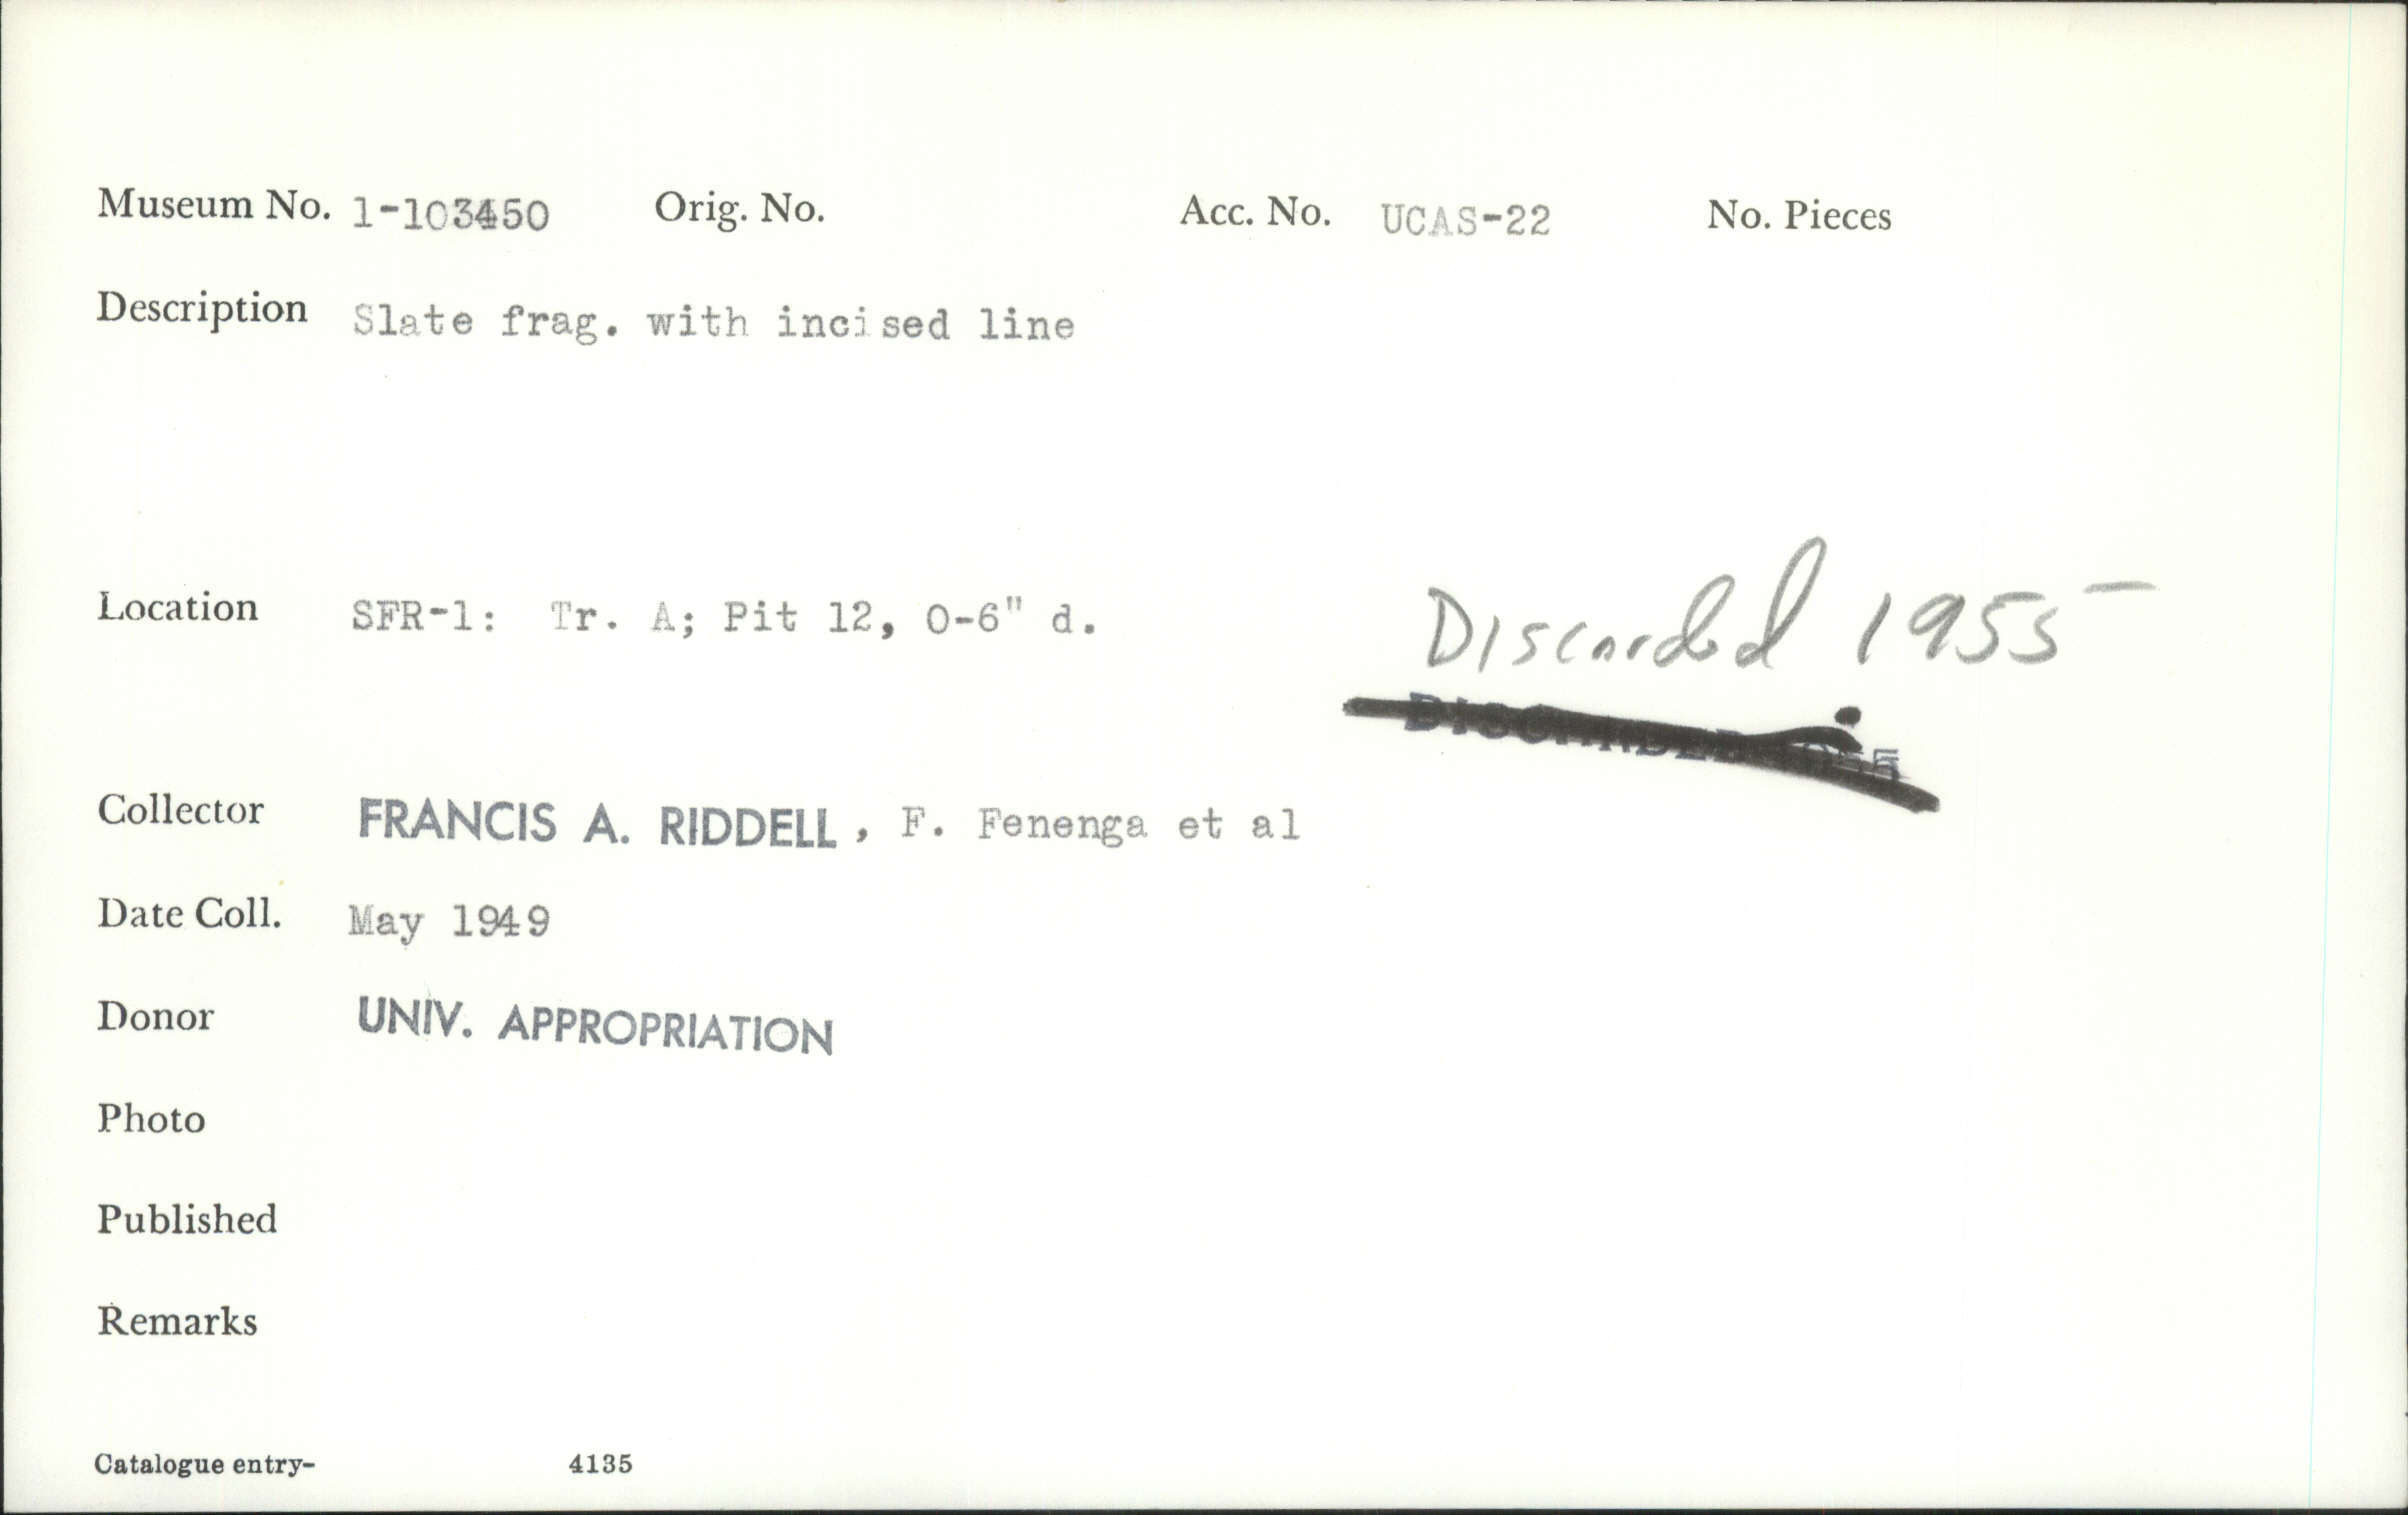 Museum No. 1-103450 Orig. No. Acc. No. UCAS-22 No. Pieces
Description Slate frag. with incised line
Location SFR-1: Tr. A; Pit 12, 0-6" d. Discarded 1955
DISCARDED 1955
Collector FRANCIS A. RIDDELL, F. Fenenga et al
Date Coll. May 1949
Donor UNIV. APPROPRIATION
Photo
Published
Remarks
Catalogue entry- 4135